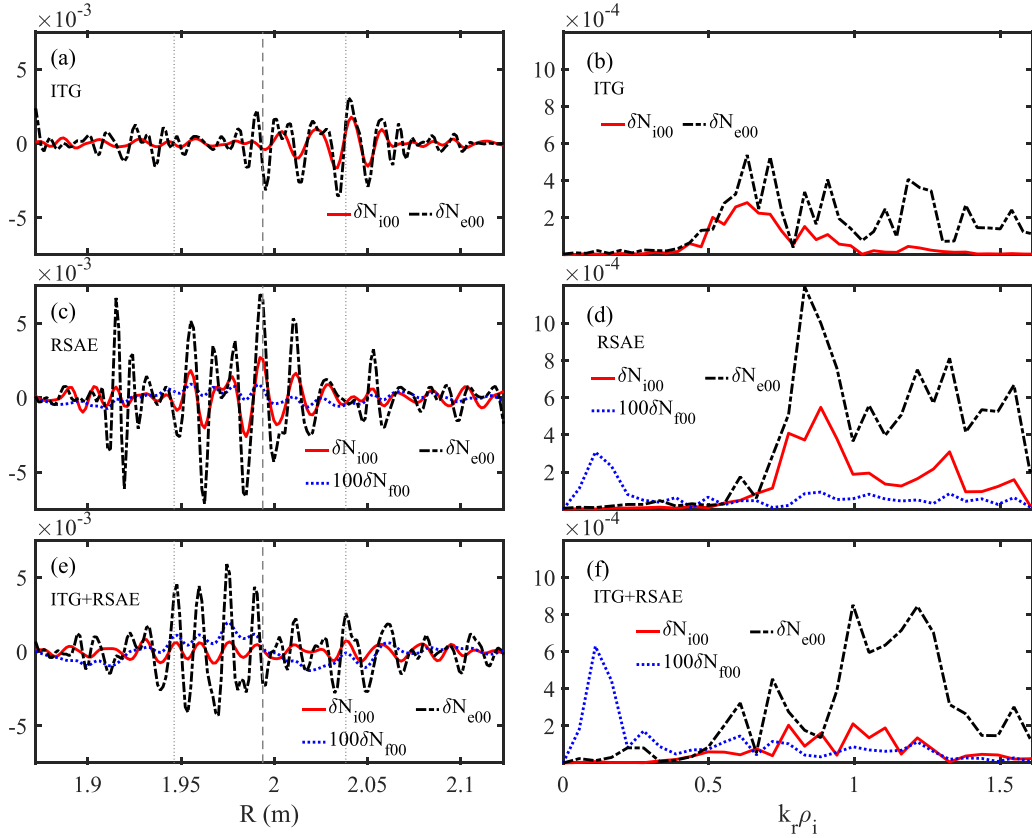 ×10⁻³
(a)
ITG
5
0
-5
δN_i00 δN_e00
×10⁻⁴
(b)
ITG
10
8
6
4
2
δN_i00 δN_e00
×10⁻³
(c)
RSAE
5
0
-5
δN_i00 δN_e00
100δN_f00
×10⁻⁴
(d)
RSAE
10
8
6
4
2
δN_i00 δN_e00
100δN_f00
×10⁻³
(e)
ITG+RSAE
5
0
-5
δN_i00 δN_e00
100δN_f00
1.9 1.95 2 2.05 2.1
R (m)
×10⁻⁴
(f)
ITG+RSAE
10
8
6
4
2
δN_i00 δN_e00
100δN_f00
0 0.5 1 1.5
k_rρ_i